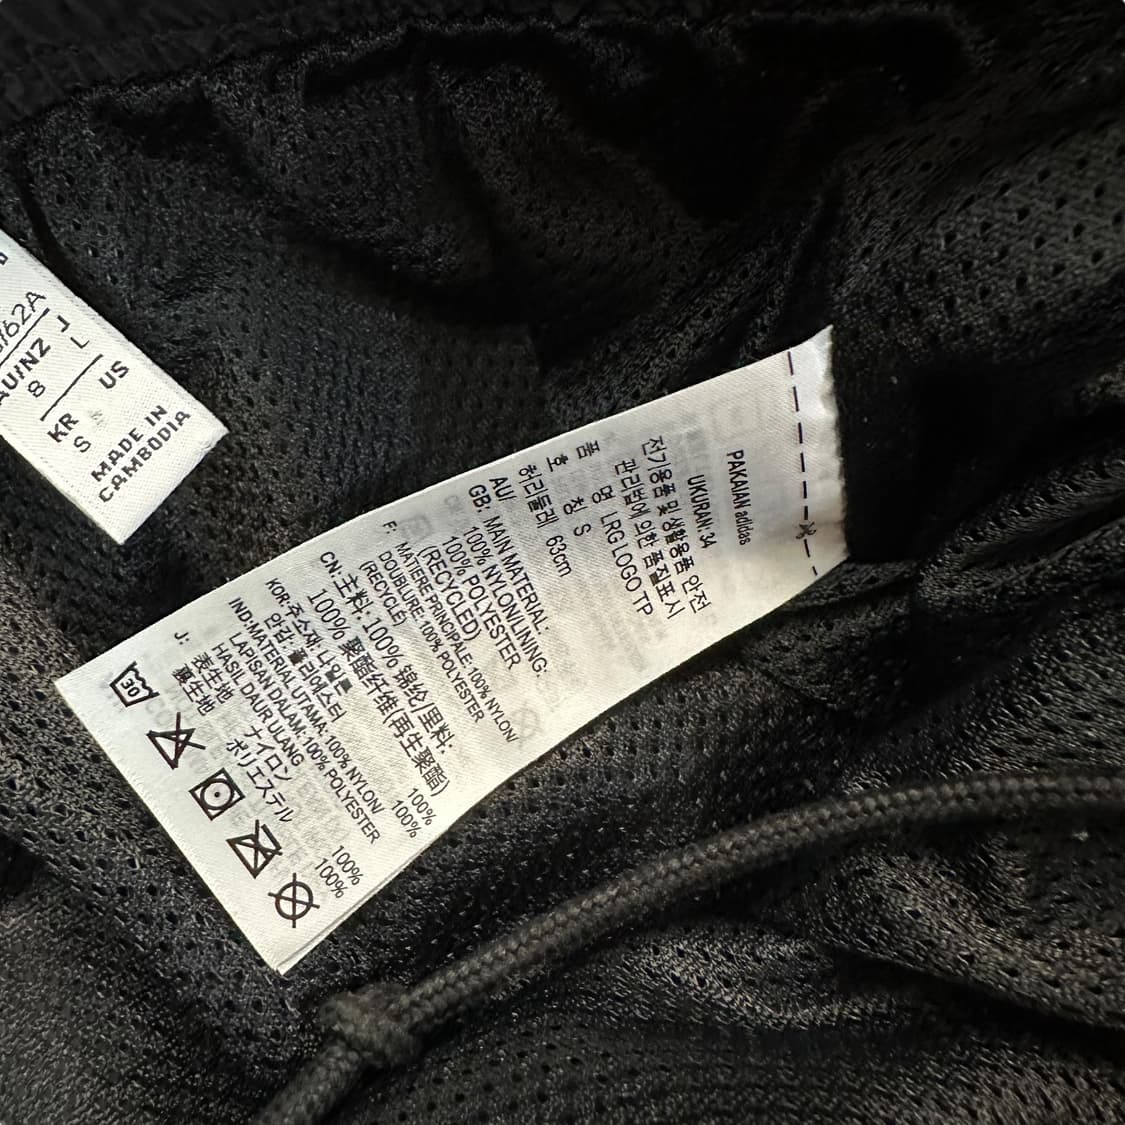 /62A
AU/NZ J
8 L
KR US
S
MADE IN
CAMBODIA
PAKAIAN adidas
UKURAN: 34
전기용품 및 생활용품 안전
관리법에 의한 품질표시
품 명 LRG LOGO TP
호 칭 S
허리둘레 63cm
AU/
GB: MAIN MATERIAL:
100% NYLON/LINING:
100% POLYESTER
(RECYCLED)
F: MATIERE PRINCIPALE: 100% NYLON/
DOUBLURE: 100% POLYESTER
(RECYCLE)
CN: 主料: 100% 锦纶/里料:
100% 聚酯纤维(再生聚酯)
KOR: 주소재 나일론 100%
안감 폴리에스터 100%
IND: MATERIAL UTAMA: 100% NYLON/
LAPISAN DALAM: 100% POLYESTER
HASIL DAUR ULANG
J: 表生地 ナイロン 100%
裏生地 ポリエステル 100%
30